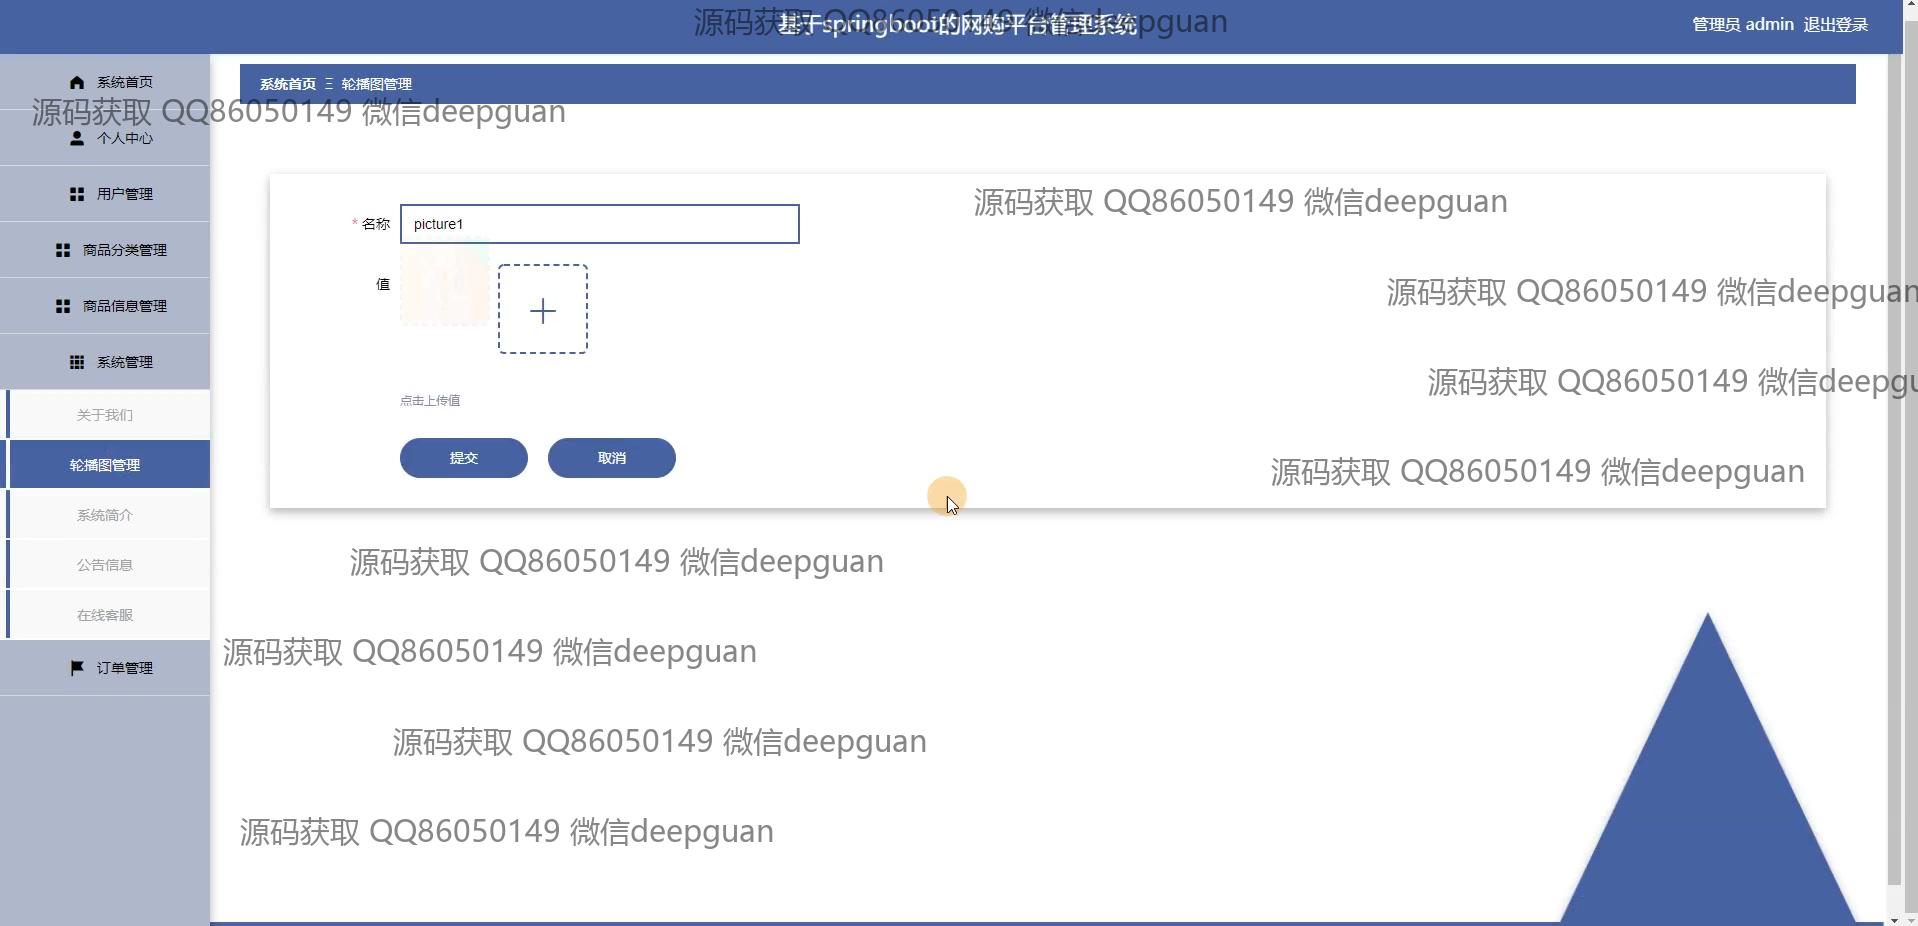 基于springboot的网购平台管理系统
源码获取 QQ86050149 微信deepguan
管理员 admin 退出登录
系统首页
系统首页 Ξ 轮播图管理
源码获取 QQ86050149 微信deepguan
个人中心
用户管理
源码获取 QQ86050149 微信deepguan
* 名称 picture1
商品分类管理
值
源码获取 QQ86050149 微信deepguan
商品信息管理
系统管理
源码获取 QQ86050149 微信deepgu
点击上传值
关于我们
提交 取消
轮播图管理
源码获取 QQ86050149 微信deepguan
系统简介
源码获取 QQ86050149 微信deepguan
公告信息
在线客服
源码获取 QQ86050149 微信deepguan
订单管理
源码获取 QQ86050149 微信deepguan
源码获取 QQ86050149 微信deepguan